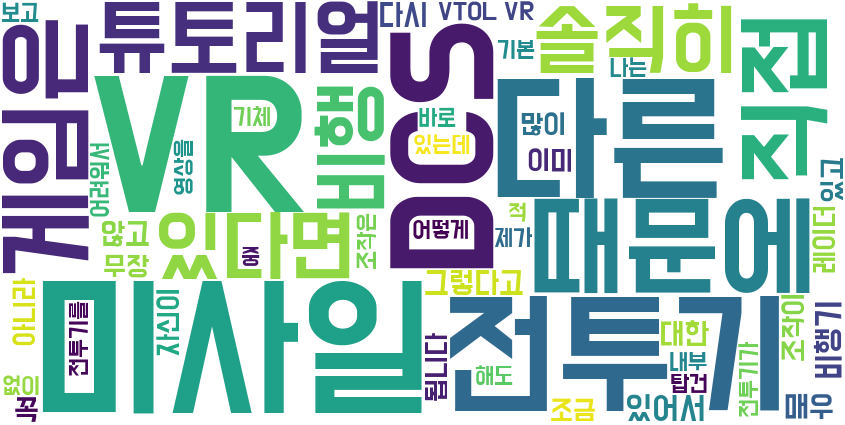 보고
튜토리얼
다시
VTOL VR
솔직히
직접
게임은
VR
기체
비행
DCS
기본
나는
다른
바로
있는데
많이
이미
어려워서
영상을
있고
않고
무장
있다면
중
조작은
어떻게
적
제가
때문에
레이더
그렇다고
아니라
미사일
전투기를
자신이
전투기
대한
내부
탑건
전투기가
조작이
비행기
없이
됩니다
해도
조금
있어서
매우